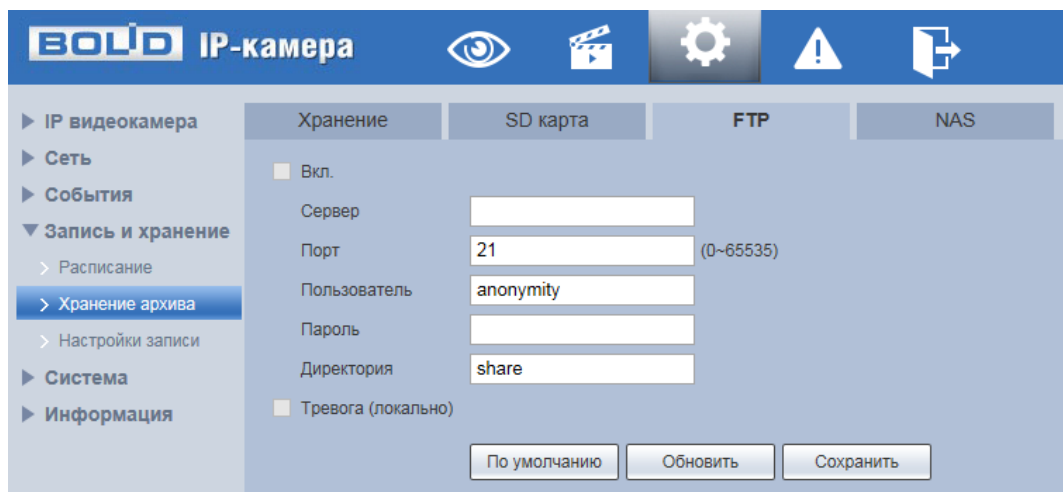 BOLID IP-камера
IP видеокамера
Сеть
События
Запись и хранение
Расписание
Хранение архива
Настройки записи
Система
Информация
Хранение SD карта FTP NAS
Вкл.
Сервер
Порт 21 (0~65535)
Пользователь anonymity
Пароль
Директория share
Тревога (локально)
По умолчанию Обновить Сохранить